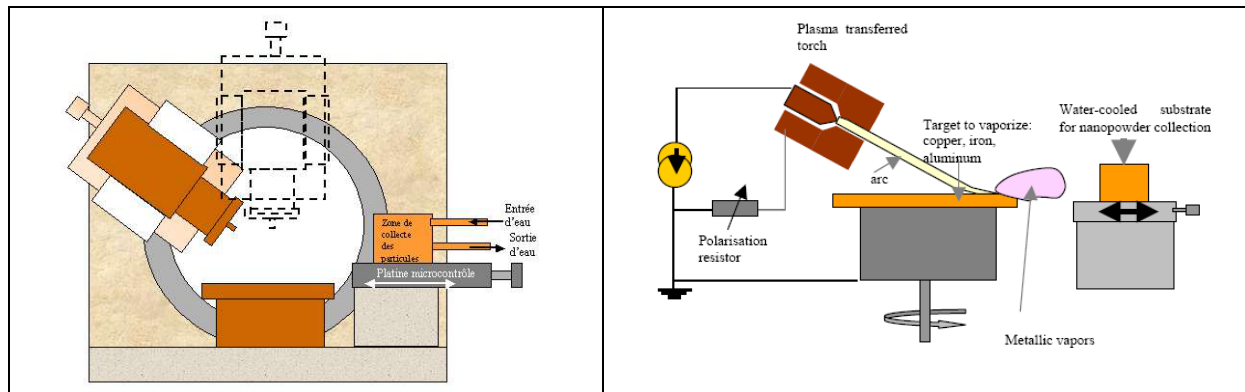 Entrée
d'eau
Sortie
d'eau
Zone de
collecte
des
particules
Platine microcontrôle
Plasma transferred
torch
Target to vaporize:
copper, iron,
aluminum
Water-cooled substrate
for nanopowder collection
arc
Polarisation
resistor
Metallic vapors